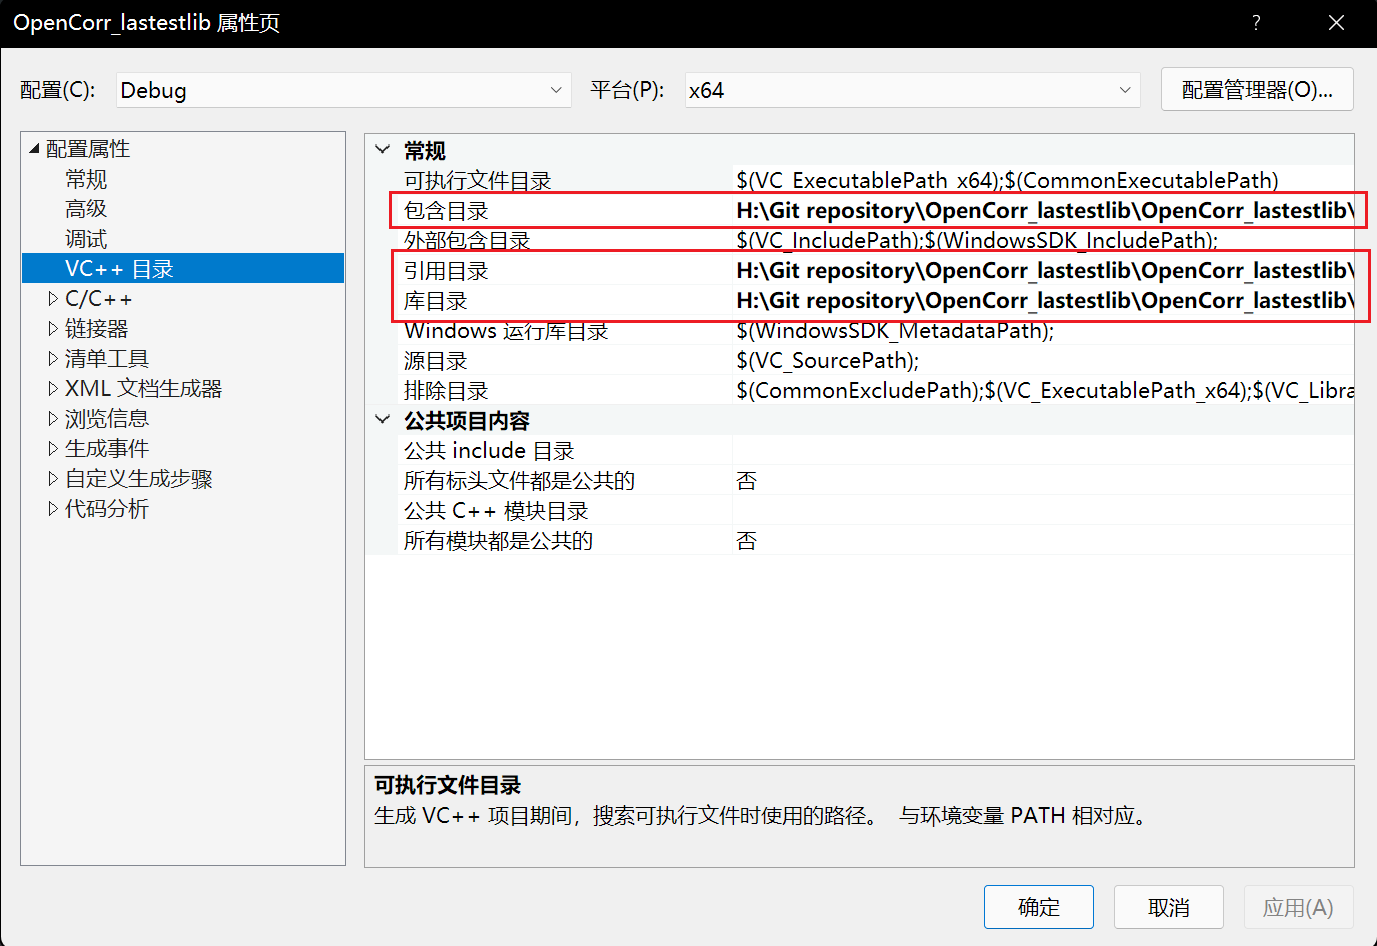 OpenCorr_lastestlib 属性页
?
配置(C): Debug 平台(P): x64 配置管理器(O)...
配置属性
常规
高级
调试
VC++ 目录
C/C++
链接器
清单工具
XML 文档生成器
浏览信息
生成事件
自定义生成步骤
代码分析
常规
可执行文件目录 $(VC_ExecutablePath_x64);$(CommonExecutablePath)
包含目录 H:\Git repository\OpenCorr_lastestlib\OpenCorr_lastestlib\
外部包含目录 $(VC_IncludePath);$(WindowsSDK_IncludePath);
引用目录 H:\Git repository\OpenCorr_lastestlib\OpenCorr_lastestlib\
库目录 H:\Git repository\OpenCorr_lastestlib\OpenCorr_lastestlib\
Windows 运行库目录 $(WindowsSDK_MetadataPath);
源目录 $(VC_SourcePath);
排除目录 $(CommonExcludePath);$(VC_ExecutablePath_x64);$(VC_Libra
公共项目内容
公共 include 目录
所有标头文件都是公共的 否
公共 C++ 模块目录
所有模块都是公共的 否
可执行文件目录
生成 VC++ 项目期间，搜索可执行文件时使用的路径。 与环境变量 PATH 相对应。
确定 取消 应用(A)